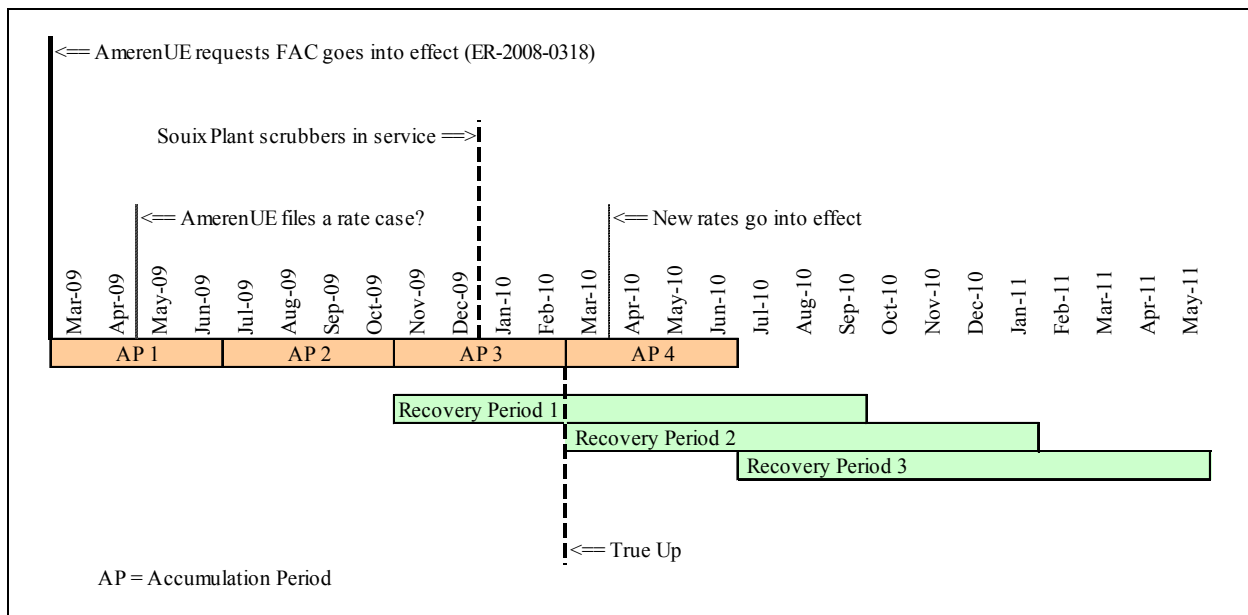 <== AmerenUE requests FAC goes into effect (ER-2008-0318)
Souix Plant scrubbers in service ==>
<== AmerenUE files a rate case?
<== New rates go into effect
Mar-09
Apr-09
May-09
Jun-09
Jul-09
Aug-09
Sep-09
Oct-09
Nov-09
Dec-09
Jan-10
Feb-10
Mar-10
Apr-10
May-10
Jun-10
Jul-10
Aug-10
Sep-10
Oct-10
Nov-10
Dec-10
Jan-11
Feb-11
Mar-11
Apr-11
May-11
AP 1
AP 2
AP 3
AP 4
Recovery Period 1
Recovery Period 2
Recovery Period 3
<== True Up
AP = Accumulation Period